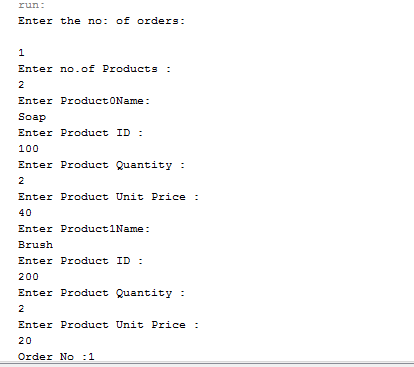 run:
Enter the no: of orders:
1
Enter no.of Products :
2
Enter Product0Name:
Soap
Enter Product ID :
100
Enter Product Quantity :
2
Enter Product Unit Price :
40
Enter Product1Name:
Brush
Enter Product ID :
200
Enter Product Quantity :
2
Enter Product Unit Price :
20
Order No :1